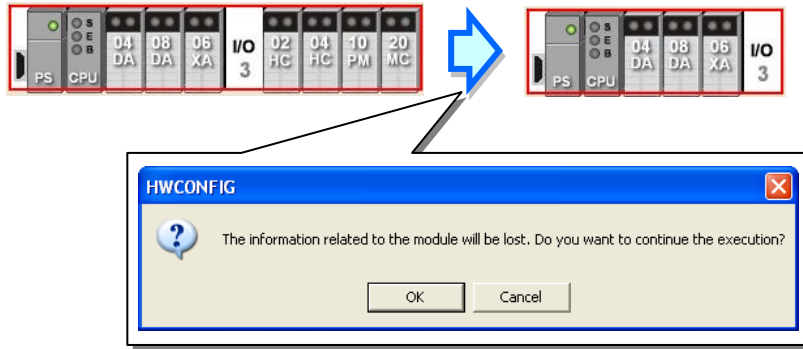 PS CPU S E B 04 DA 08 DA 06 XA I/O 3 02 HC 04 HC 10 PM 20 MC
PS CPU S E B 04 DA 08 DA 06 XA I/O 3
HWCONFIG
The information related to the module will be lost. Do you want to continue the execution?
OK Cancel